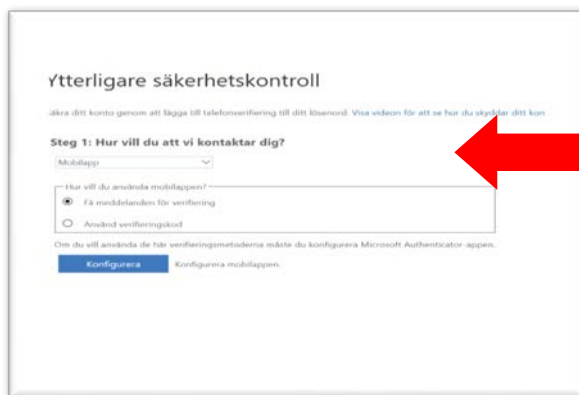 Ytterligare säkerhetskontroll
säkra ditt konto genom att lägga till telefonverifiering till ditt lösenord. Visa videon för att se hur du skyddar ditt kon
Steg 1: Hur vill du att vi kontaktar dig?
Mobilapp
Hur vill du använda mobilappen?
Få meddelanden för verifiering
Använd verifieringskod
Om du vill använda de här verifieringsmetoderna måste du konfigurera Microsoft Authenticator-appen.
Konfigurera Konfigurera mobilappen.